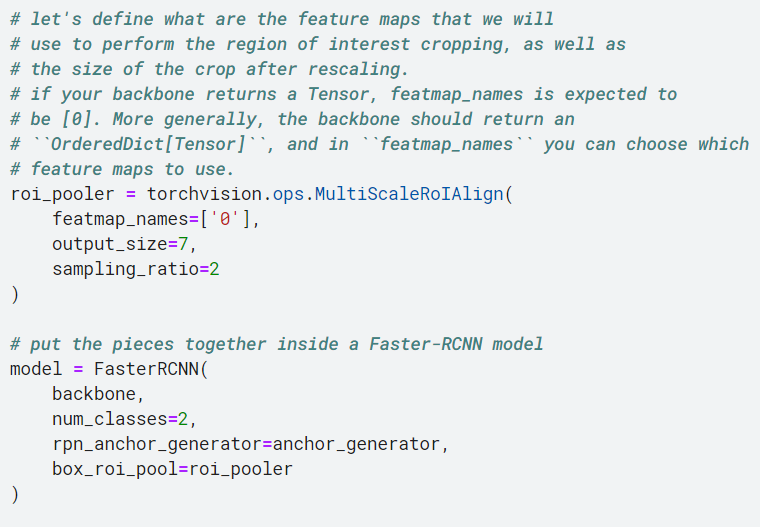 # let's define what are the feature maps that we will
# use to perform the region of interest cropping, as well as
# the size of the crop after rescaling.
# if your backbone returns a Tensor, featmap_names is expected to
# be [0]. More generally, the backbone should return an
# ``OrderedDict[Tensor]``, and in ``featmap_names`` you can choose which
# feature maps to use.
roi_pooler = torchvision.ops.MultiScaleRoIAlign(
    featmap_names=['0'],
    output_size=7,
    sampling_ratio=2
)

# put the pieces together inside a Faster-RCNN model
model = FasterRCNN(
    backbone,
    num_classes=2,
    rpn_anchor_generator=anchor_generator,
    box_roi_pool=roi_pooler
)